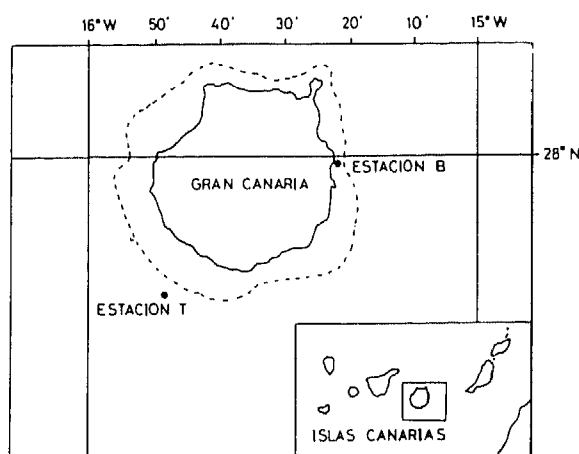 16° W 50' 40' 30' 20' 10' 15° W
28° N
ESTACION B
GRAN CANARIA
ESTACION T
ISLAS CANARIAS